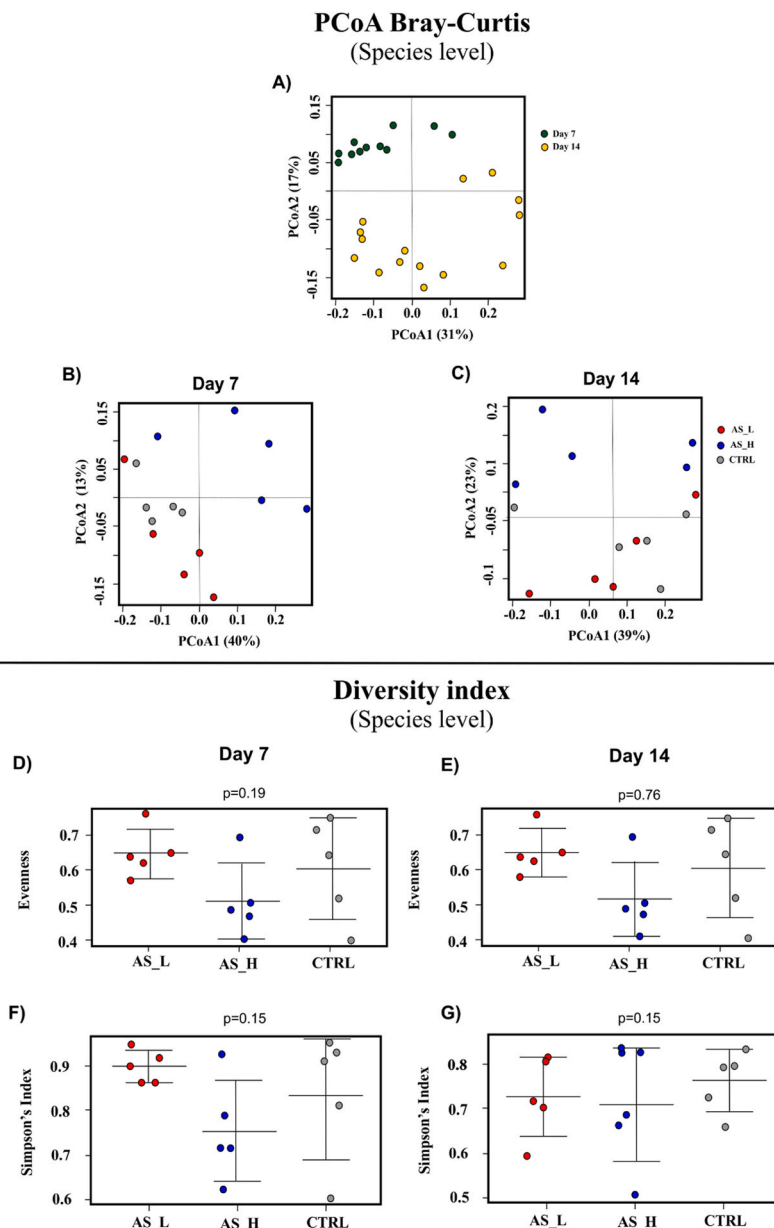 PCoA Bray-Curtis
(Species level)
A)
0.15
0.05
-0.05
-0.15
PCoA2 (17%)
-0.2 -0.1 0.0 0.1 0.2
PCoA1 (31%)
Day 7
Day 14
B)
Day 7
0.15
0.05
-0.05
-0.15
PCoA2 (13%)
-0.2 -0.1 0.0 0.1 0.2
PCoA1 (40%)
C)
Day 14
0.2
0.1
-0.05
-0.1
PCoA2 (23%)
-0.2 -0.1 0.0 0.1 0.2
PCoA1 (39%)
AS_L
AS_H
CTRL
Diversity index
(Species level)
D)
Day 7
p=0.19
0.7
0.6
0.5
0.4
Evenness
AS_L AS_H CTRL
E)
Day 14
p=0.76
0.7
0.6
0.5
0.4
Evenness
AS_L AS_H CTRL
F)
p=0.15
0.9
0.8
0.7
0.6
Simpson's Index
AS_L AS_H CTRL
G)
p=0.15
0.8
0.7
0.6
0.5
Simpson's Index
AS_L AS_H CTRL